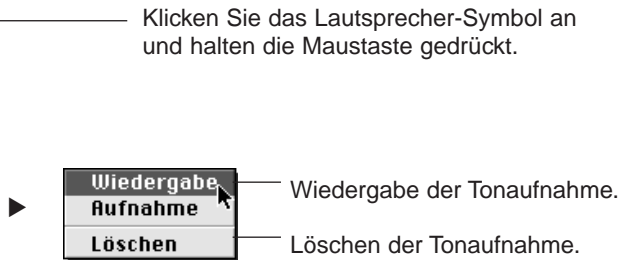 Klicken Sie das Lautsprecher-Symbol an
und halten die Maustaste gedrückt.
Wiedergabe
Wiedergabe der Tonaufnahme.
Aufnahme
Löschen
Löschen der Tonaufnahme.